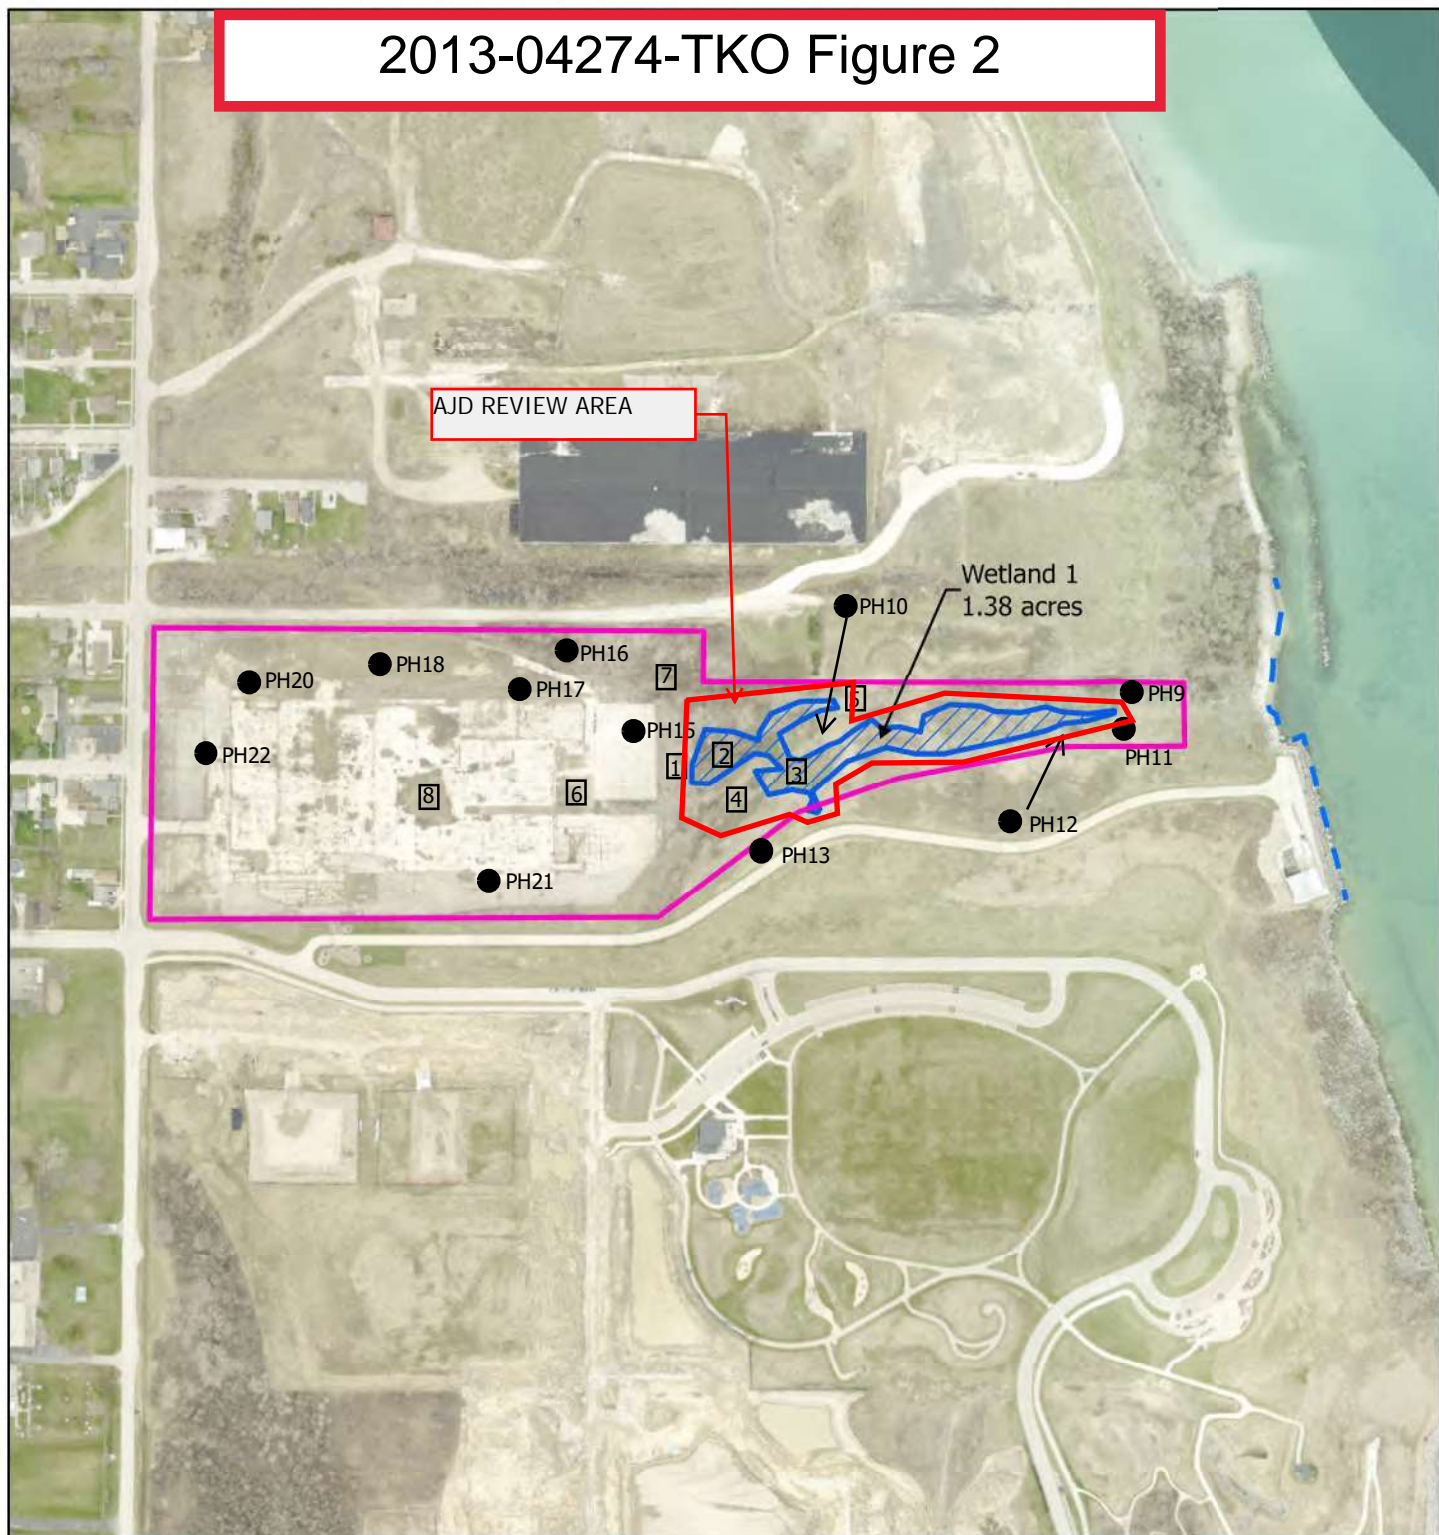 2013-04274-TKO Figure 2
AJD REVIEW AREA
Wetland 1
1.38 acres
PH10
PH16
PH18
7
PH20
PH17
5
PH9
PH15
PH11
PH22
2
1
3
8
6
4
PH12
PH13
PH21